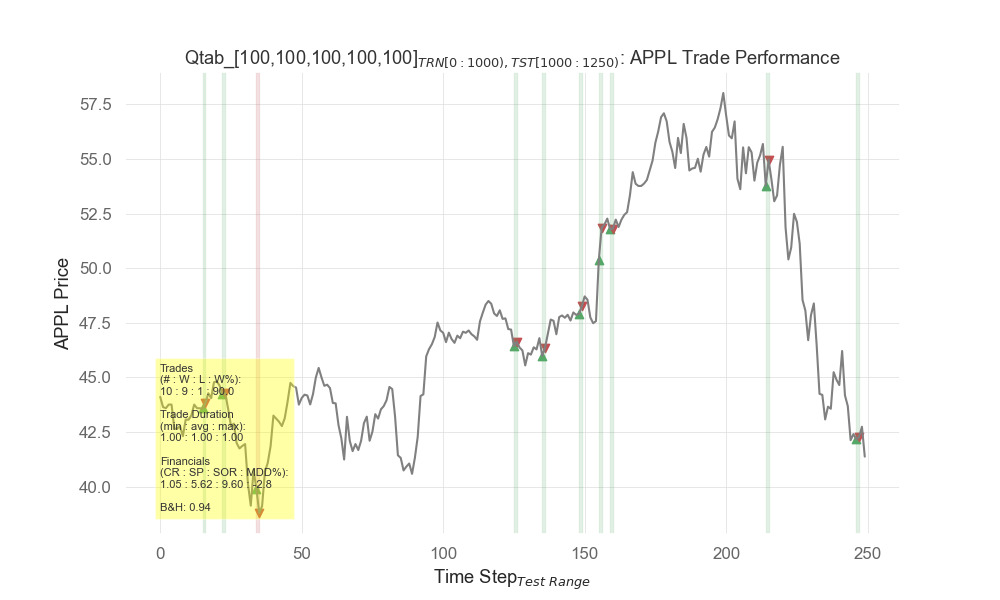 Qtab_[100,100,100,100,100]TRN[0 : 1000), TST[1000 : 1250): APPL Trade Performance
57.5
55.0
52.5
50.0
47.5
45.0
42.5
40.0
APPL Price
Trades
(# : W : L : W%):
10 : 9 : 1 : 90.0
Trade Duration
(min : avg : max):
1.00 : 1.00 : 1.00
Financials
(CR : SP : SOR : MDD%):
1.05 : 5.62 : 9.60 : -2.8
B&H: 0.94
0 50 100 150 200 250
Time StepTest Range